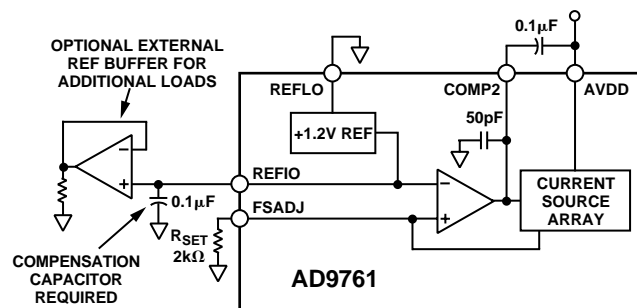 OPTIONAL EXTERNAL
REF BUFFER FOR
ADDITIONAL LOADS
0.1µF
REFLO
COMP2
AVDD
50pF
+1.2V REF
–
+
REFIO
–
+
0.1µF
FSADJ
CURRENT
SOURCE
ARRAY
RSET
2kΩ
COMPENSATION
CAPACITOR
REQUIRED
AD9761